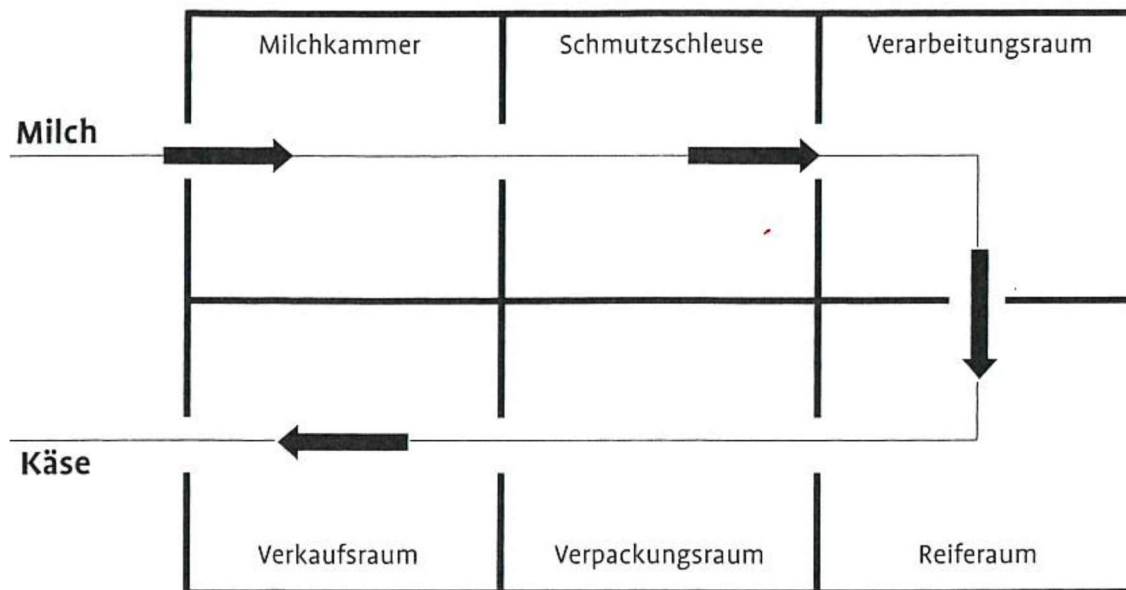 Milchkammer
Schmutzschleuse
Verarbeitungsraum
Milch
Käse
Verkaufsraum
Verpackungsraum
Reiferaum